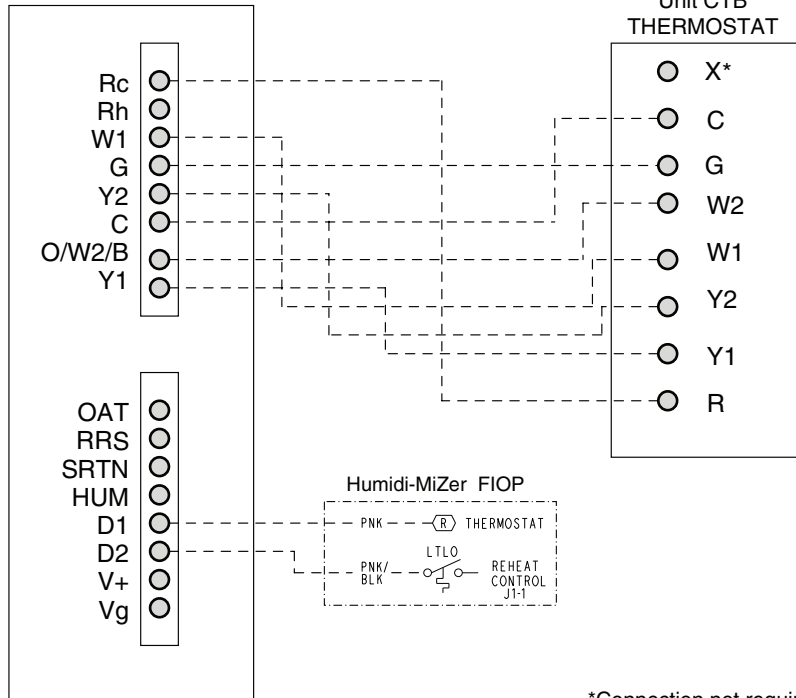 Unit CTB
THERMOSTAT
Rc
Rh
W1
G
Y2
C
O/W2/B
Y1
X*
C
G
W2
W1
Y2
Y1
R
OAT
RRS
SRTN
HUM
D1
D2
V+
Vg
Humidi-MiZer FIOP
PNK R THERMOSTAT
LTLO
PNK/
BLK
REHEAT
CONTROL
J1-1
*Connection not requi